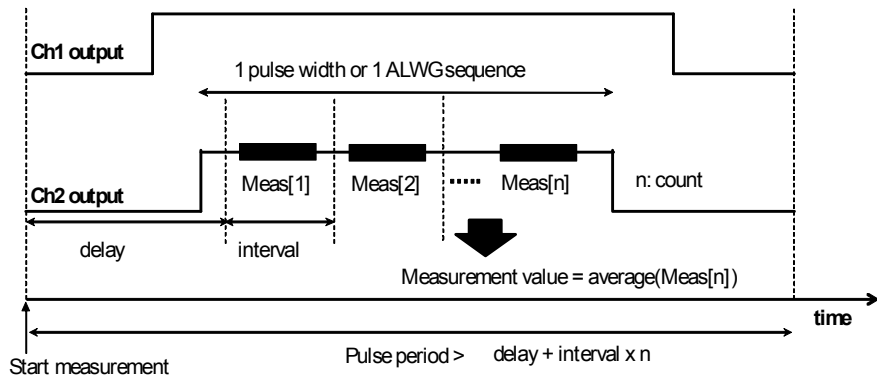 Ch1 output
1 pulse width or 1 ALWG sequence
Meas[1]
Meas[2]
Meas[n]
n: count
Ch2 output
delay
interval
Measurement value = average(Meas[n])
time
Start measurement
Pulse period > delay + interval x n